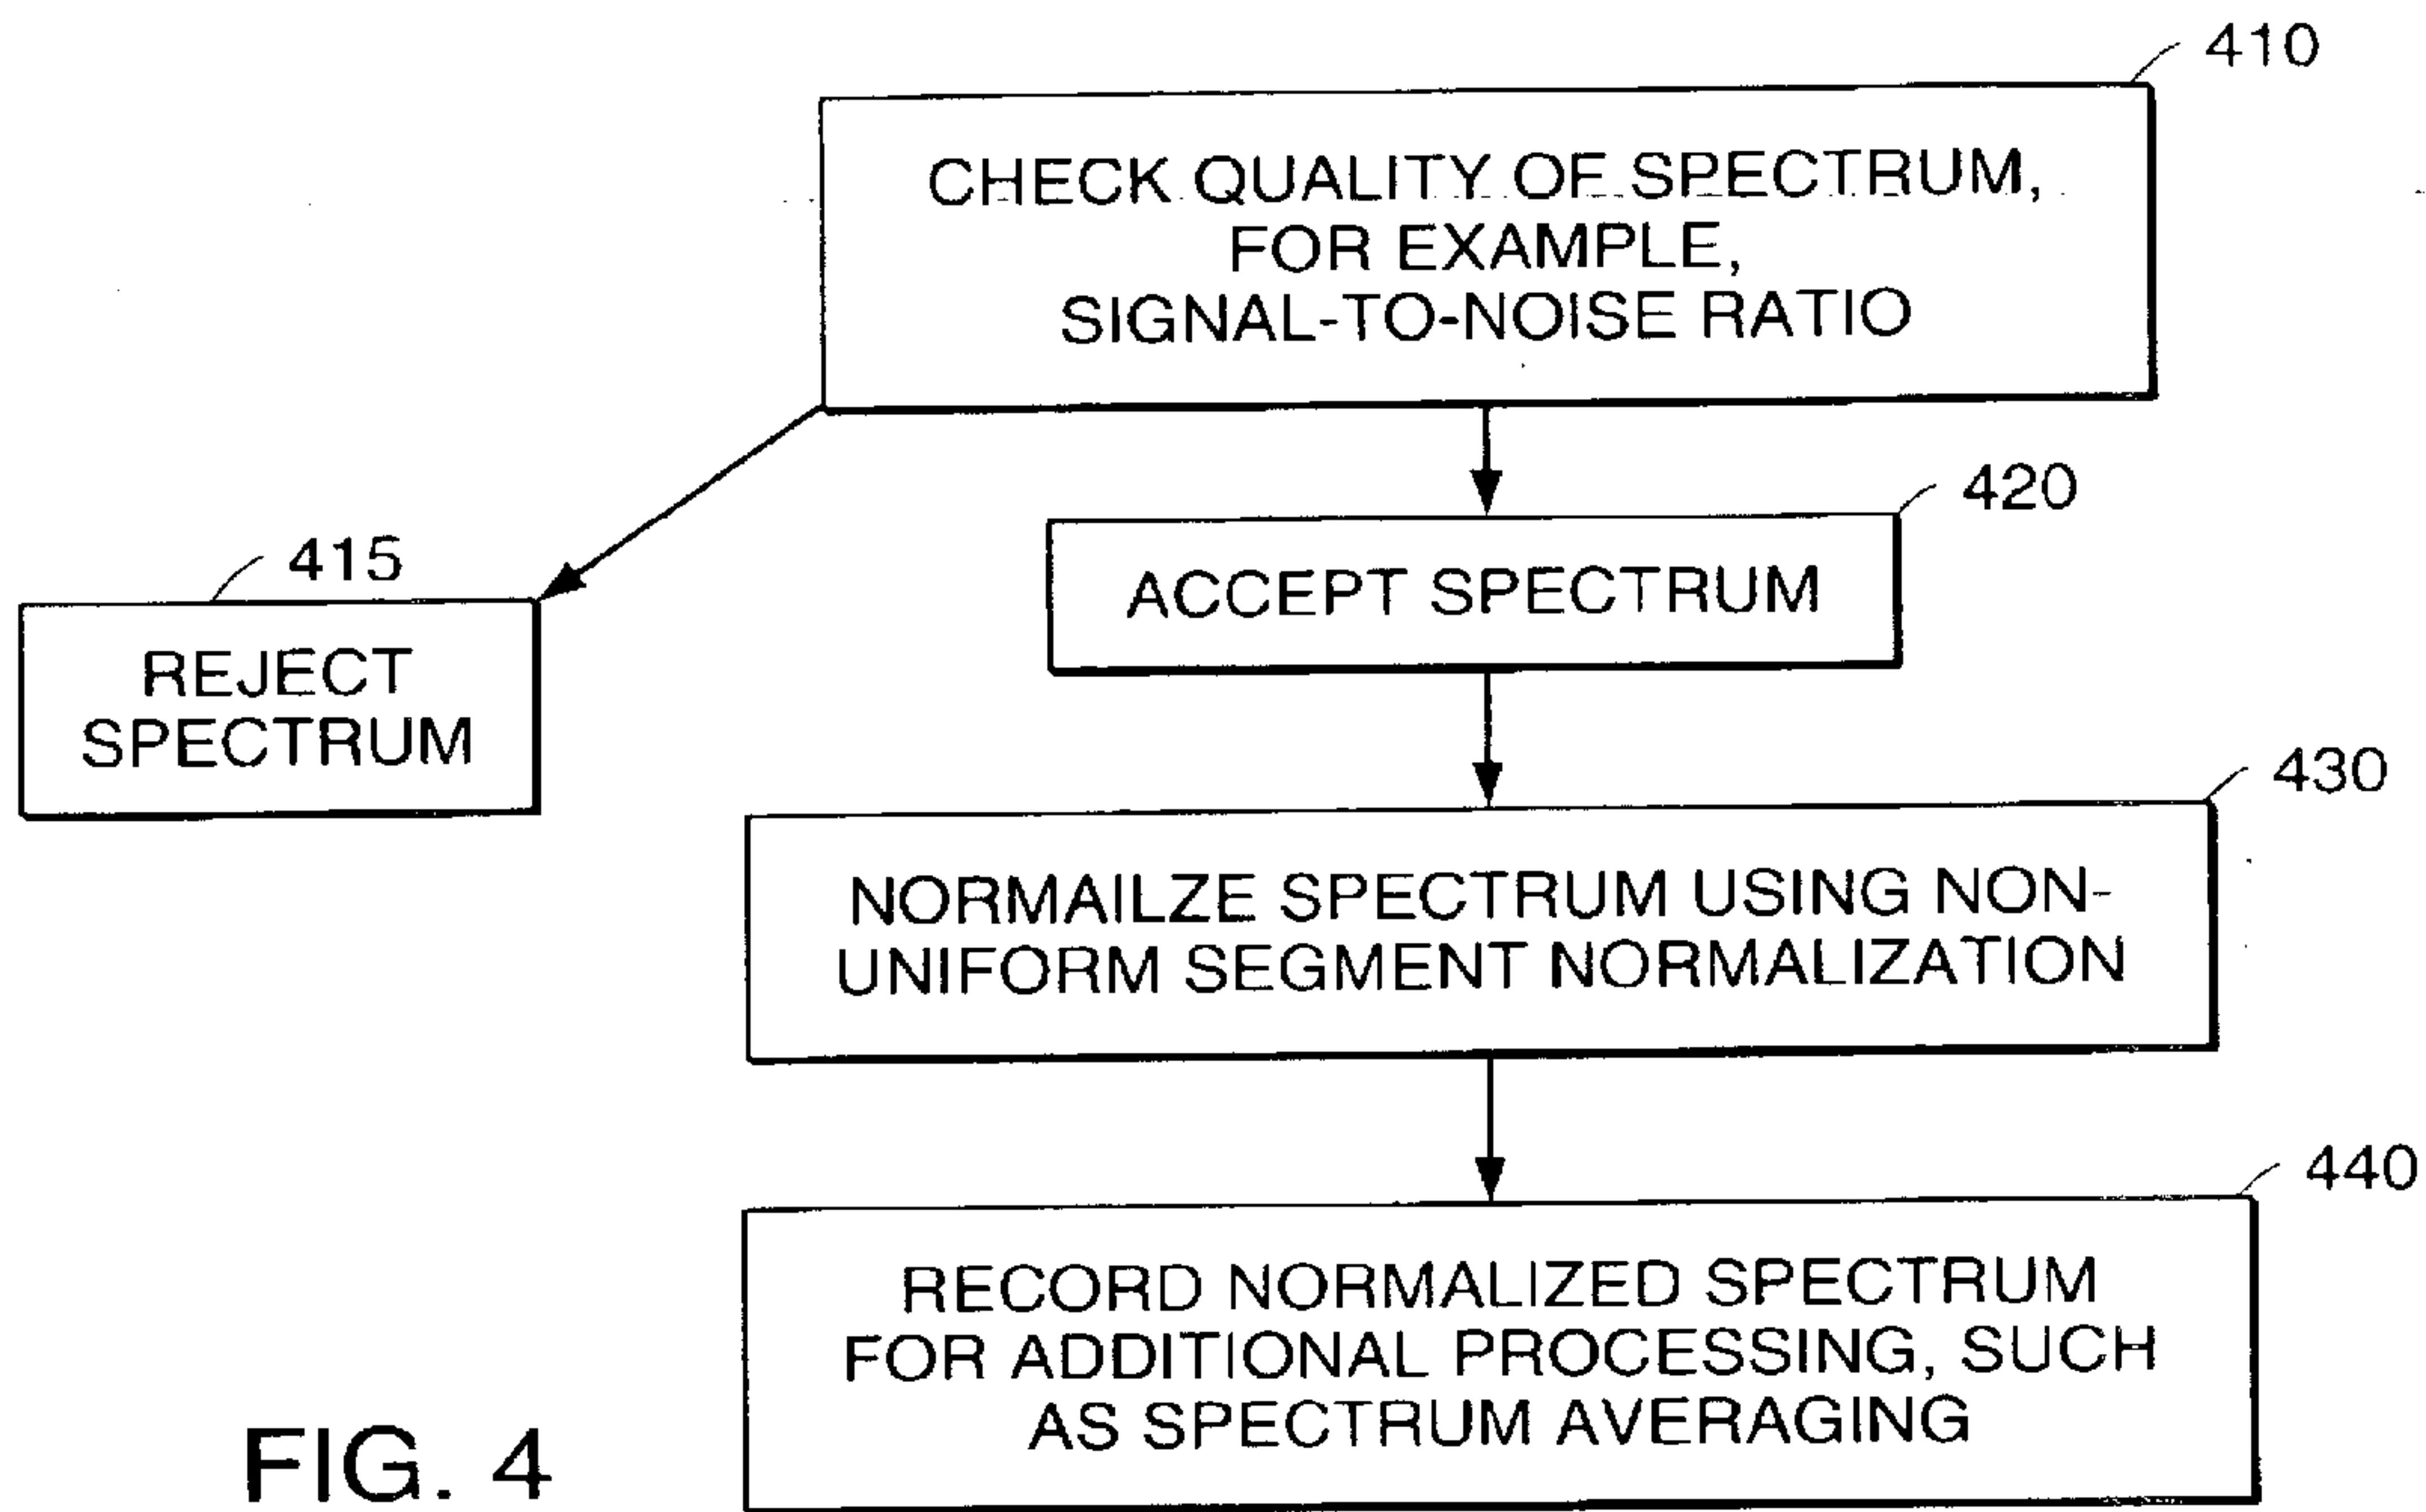 410
CHECK QUALITY OF SPECTRUM,
FOR EXAMPLE,
SIGNAL-TO-NOISE RATIO
420
ACCEPT SPECTRUM
415
REJECT
SPECTRUM
430
NORMAILZE SPECTRUM USING NON-
UNIFORM SEGMENT NORMALIZATION
440
RECORD NORMALIZED SPECTRUM
FOR ADDITIONAL PROCESSING, SUCH
AS SPECTRUM AVERAGING
FIG. 4